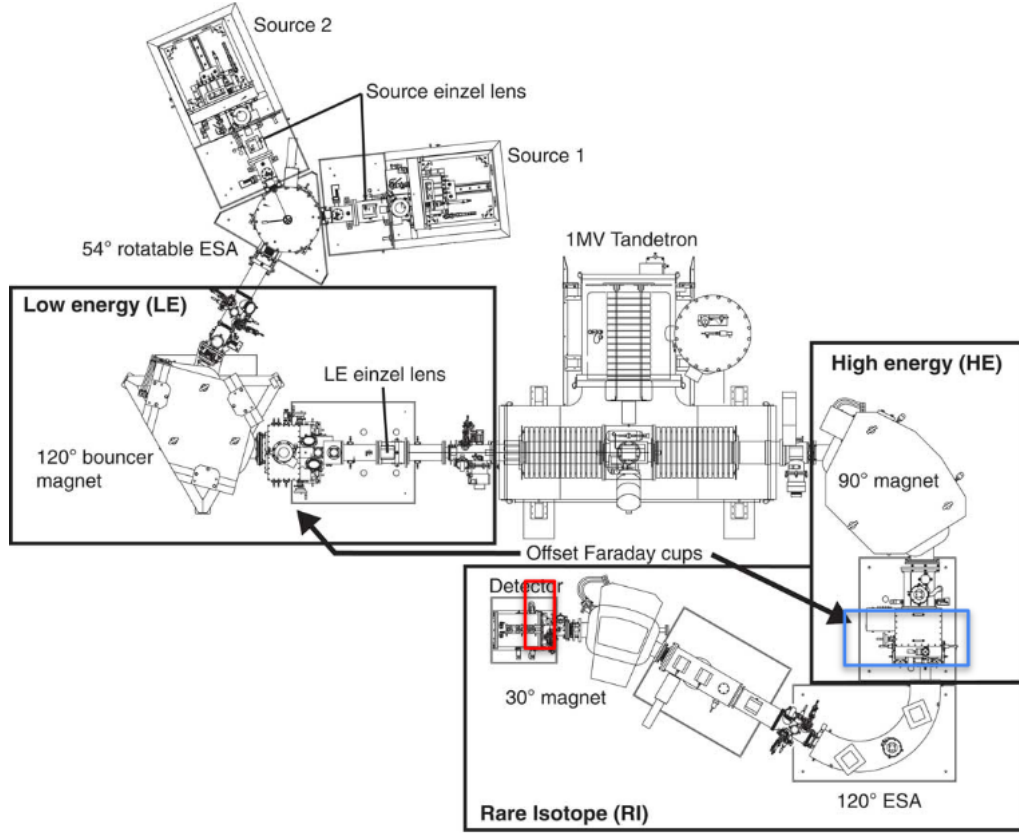 Source 2
Source einzel lens
Source 1
54° rotatable ESA
1MV Tandetron
Low energy (LE)
High energy (HE)
LE einzel lens
120° bouncer
magnet
90° magnet
Offset Faraday cups
Detector
30° magnet
120° ESA
Rare Isotope (RI)